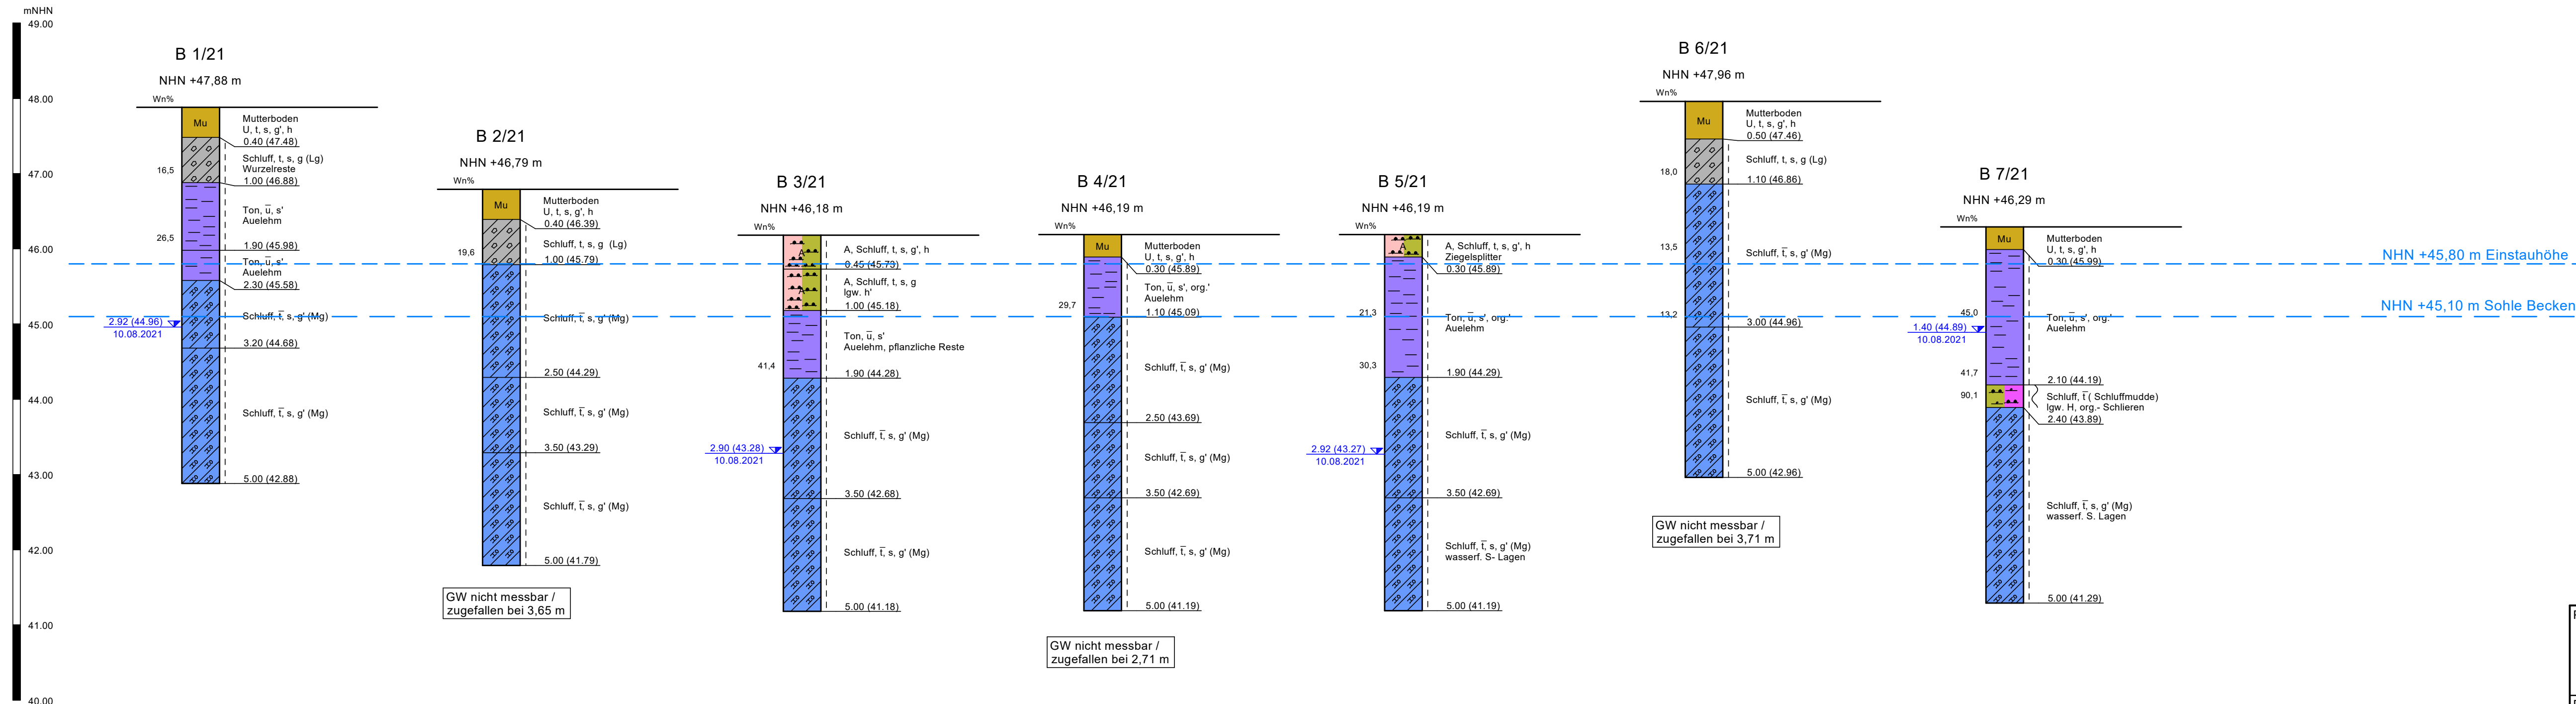 mNHN
49.00
48.00
47.00
46.00
45.00
44.00
43.00
42.00
41.00
40.00
B 1/21
NHN +47,88 m
Wn%
Mu
Mutterboden
U, t, s, g', h
0.40 (47.48)
Schluff, t, s, g (Lg)
Wurzelreste
16,5
1.00 (46.88)
Ton, u̅, s'
Auelehm
26,5
1.90 (45.98)
Ton, u̅, s'
Auelehm
2.30 (45.58)
Schluff, t̅, s, g' (Mg)
2.92 (44.96)
10.08.2021
3.20 (44.68)
Schluff, t̅, s, g' (Mg)
5.00 (42.88)
B 2/21
NHN +46,79 m
Wn%
Mu
Mutterboden
U, t, s, g', h
0.40 (46.39)
19,6
Schluff, t, s, g (Lg)
1.00 (45.79)
Schluff, t̅, s, g' (Mg)
2.50 (44.29)
Schluff, t̅, s, g' (Mg)
3.50 (43.29)
Schluff, t̅, s, g' (Mg)
5.00 (41.79)
GW nicht messbar /
zugefallen bei 3,65 m
B 3/21
NHN +46,18 m
Wn%
A
A, Schluff, t, s, g', h
0.45 (45.73)
A
A, Schluff, t, s, g
lgw. h'
1.00 (45.18)
Ton, u̅, s'
Auelehm, pflanzliche Reste
41,4
1.90 (44.28)
Schluff, t̅, s, g' (Mg)
2.90 (43.28)
10.08.2021
3.50 (42.68)
Schluff, t̅, s, g' (Mg)
5.00 (41.18)
B 4/21
NHN +46,19 m
Wn%
Mu
Mutterboden
U, t, s, g', h
0.30 (45.89)
Ton, u̅, s', org.'
Auelehm
29,7
1.10 (45.09)
Schluff, t̅, s, g' (Mg)
2.50 (43.69)
Schluff, t̅, s, g' (Mg)
3.50 (42.69)
Schluff, t̅, s, g' (Mg)
5.00 (41.19)
GW nicht messbar /
zugefallen bei 2,71 m
B 5/21
NHN +46,19 m
Wn%
A
A, Schluff, t, s, g', h
Ziegelsplitter
0.30 (45.89)
21,3
Ton, u̅, s', org.'
Auelehm
30,3
1.90 (44.29)
Schluff, t̅, s, g' (Mg)
2.92 (43.27)
10.08.2021
3.50 (42.69)
Schluff, t̅, s, g' (Mg)
wasserf. S- Lagen
5.00 (41.19)
B 6/21
NHN +47,96 m
Wn%
Mu
Mutterboden
U, t, s, g', h
0.50 (47.46)
Schluff, t, s, g (Lg)
18,0
1.10 (46.86)
13,5
Schluff, t̅, s, g' (Mg)
13,2
3.00 (44.96)
Schluff, t̅, s, g' (Mg)
5.00 (42.96)
GW nicht messbar /
zugefallen bei 3,71 m
B 7/21
NHN +46,29 m
Wn%
Mu
Mutterboden
U, t, s, g', h
0.30 (45.99)
45,0
Ton, u̅, s', org.'
Auelehm
1.40 (44.89)
10.08.2021
41,7
2.10 (44.19)
90,1
Schluff, t̅ ( Schluffmudde)
lgw. H, org.- Schlieren
2.40 (43.89)
Schluff, t̅, s, g' (Mg)
wasserf. S. Lagen
5.00 (41.29)
NHN +45,80 m Einstauhöhe
NHN +45,10 m Sohle Becken